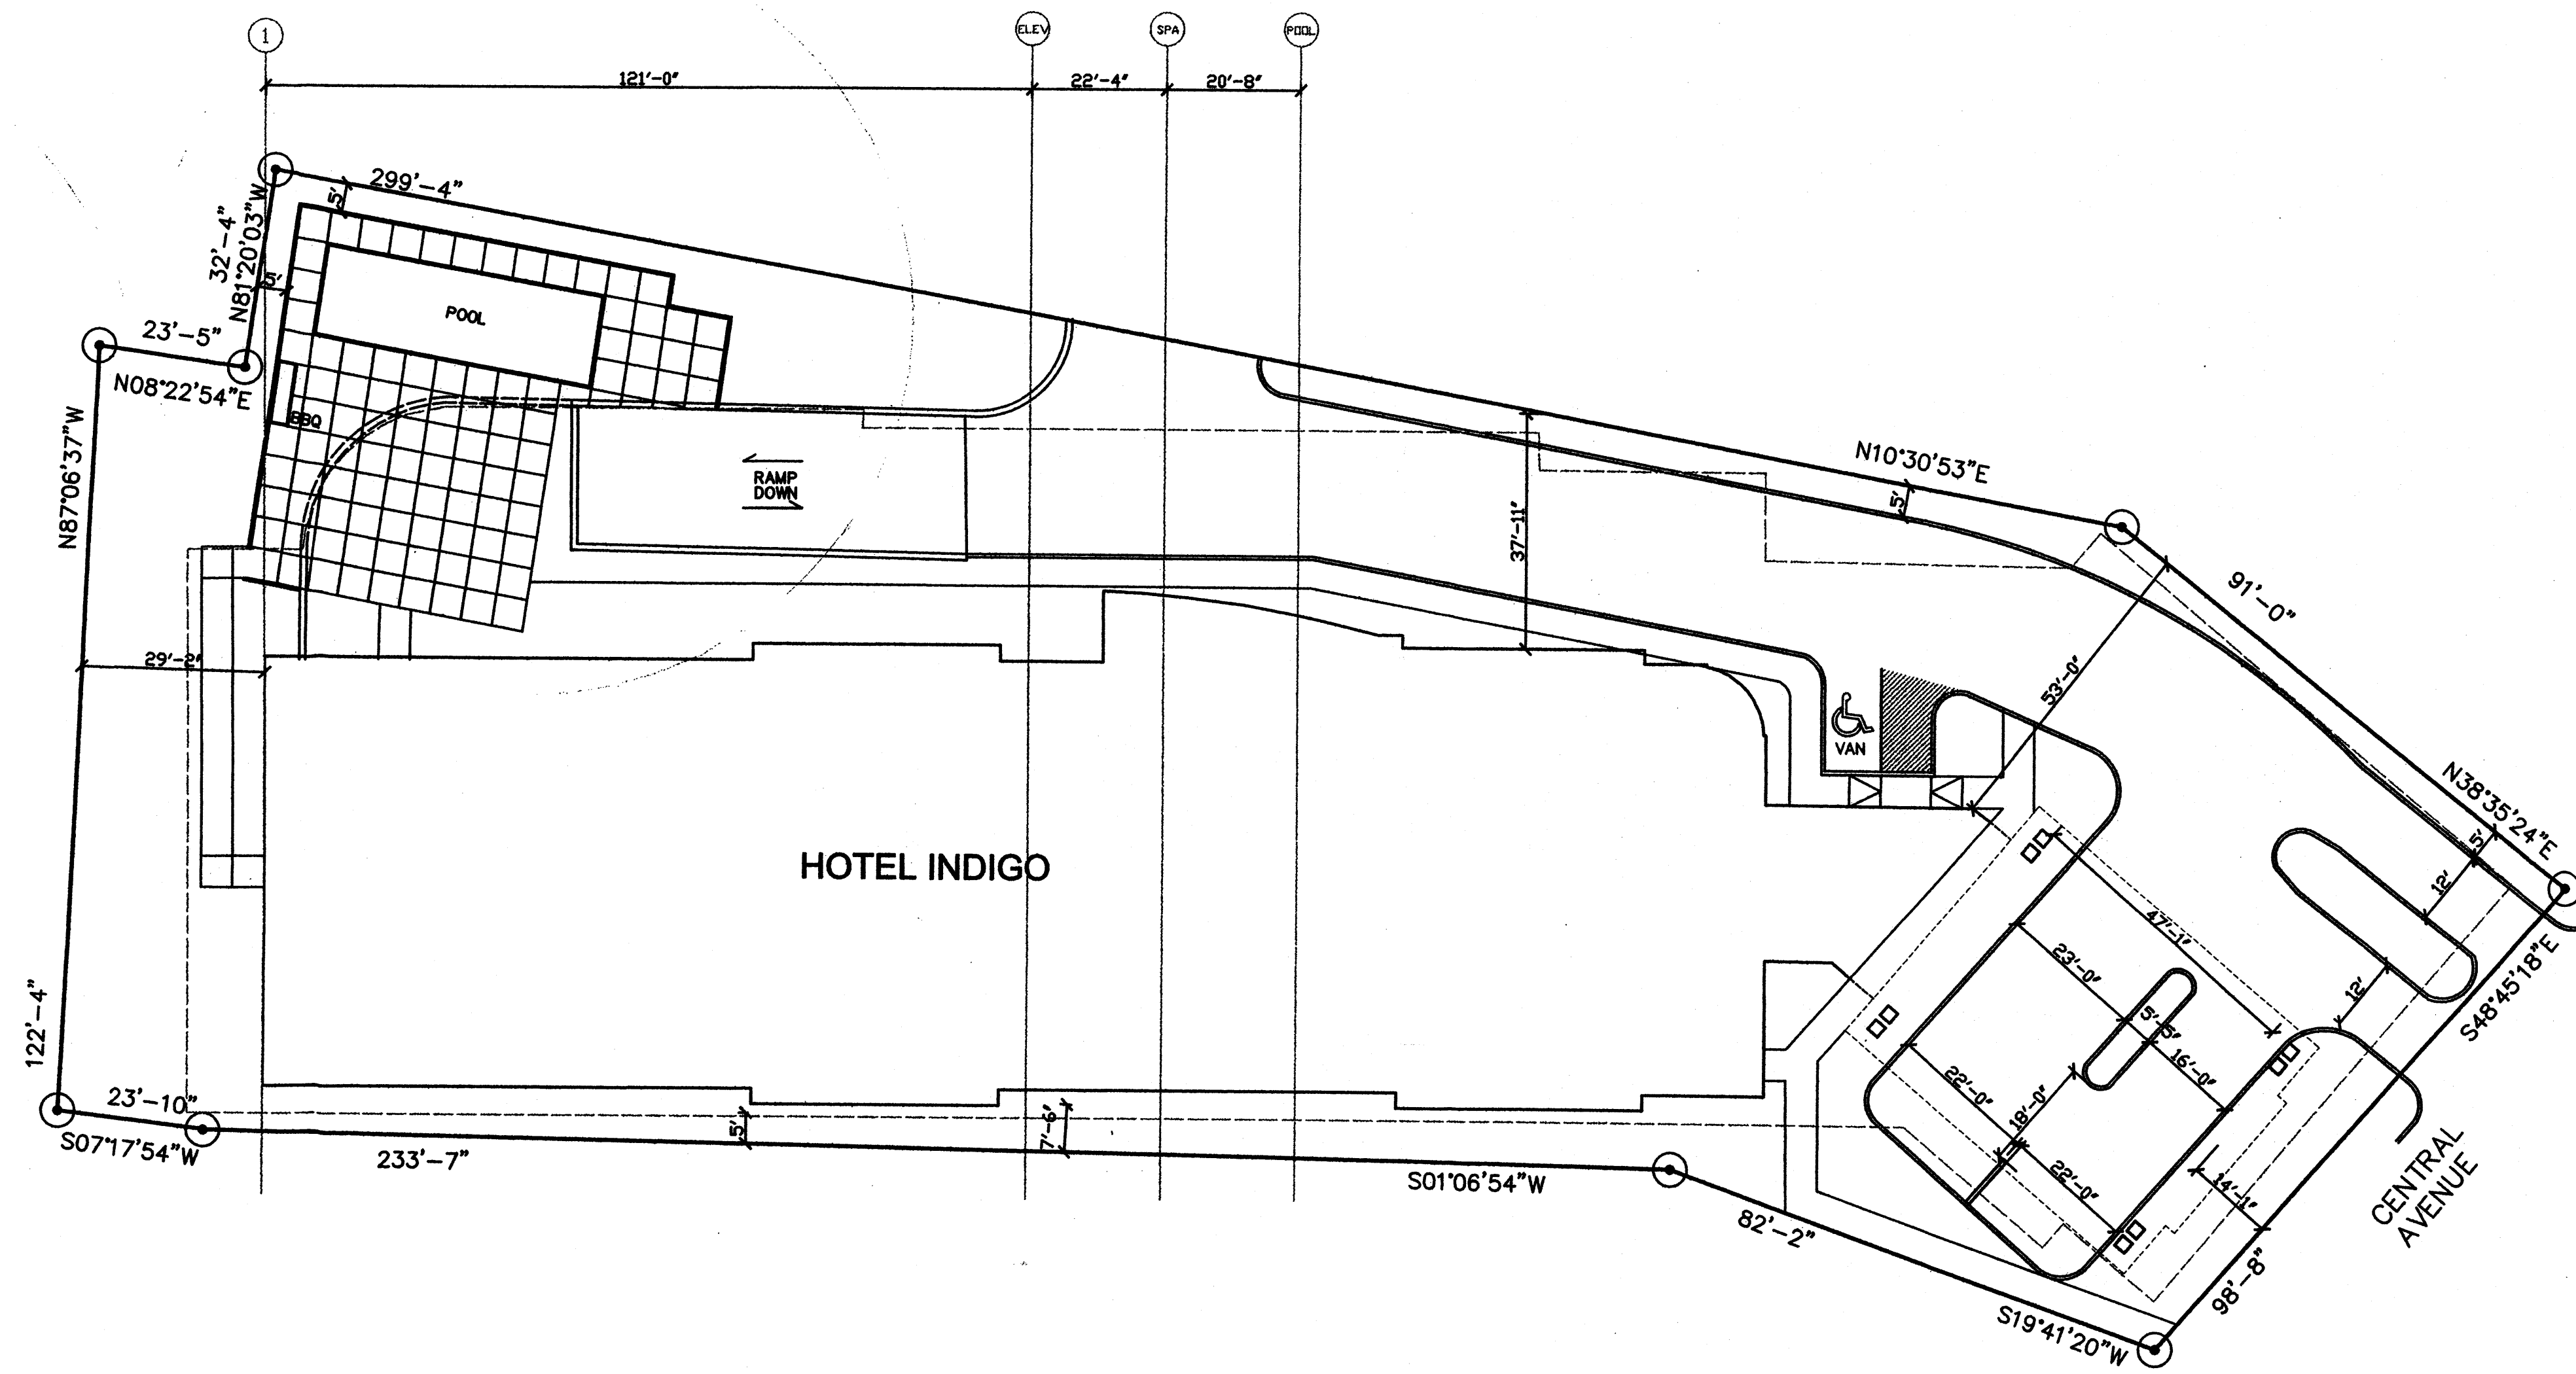 1
ELEV
SPA
POOL
121'-0"
22'-4"
20'-8"
299'-4"
5'
32'-4"
N81°20'03"W
5'
POOL
23'-5"
N08°22'54"E
BBQ
N87°06'37"W
RAMP
DOWN
37'-11"
N10°30'53"E
5'
91'-0"
53'-0"
29'-2"
VAN
N38°35'24"E
5'
12'
HOTEL INDIGO
47'-1"
23'-0"
5'-5"
16'-0"
12'
S48°45'18"E
122'-4"
22'-0"
18'-0"
22'-0"
14'-1"
CENTRAL
AVENUE
23'-10"
S07°17'54"W
5'
7'-6"
233'-7"
S01°06'54"W
82'-2"
98'-8"
S19°41'20"W